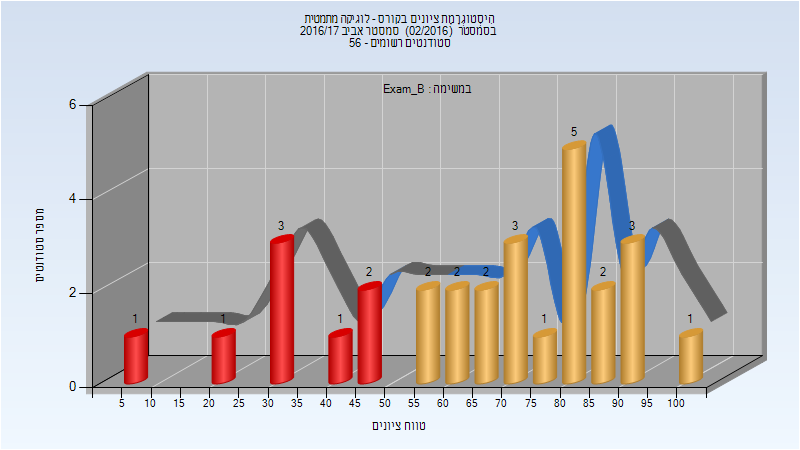 היסטוגרמת ציונים בקורס - לוגיקה מתמטית
בסמסטר (02/2016) סמסטר אביב 2016/17
סטודנטים רשומים - 56
במשימה : Exam_B
מספר סטודנטים
6
4
2
0
1
1
3
1
2
2
2
2
3
1
5
2
3
1
5 10 15 20 25 30 35 40 45 50 55 60 65 70 75 80 85 90 95 100
טווח ציונים